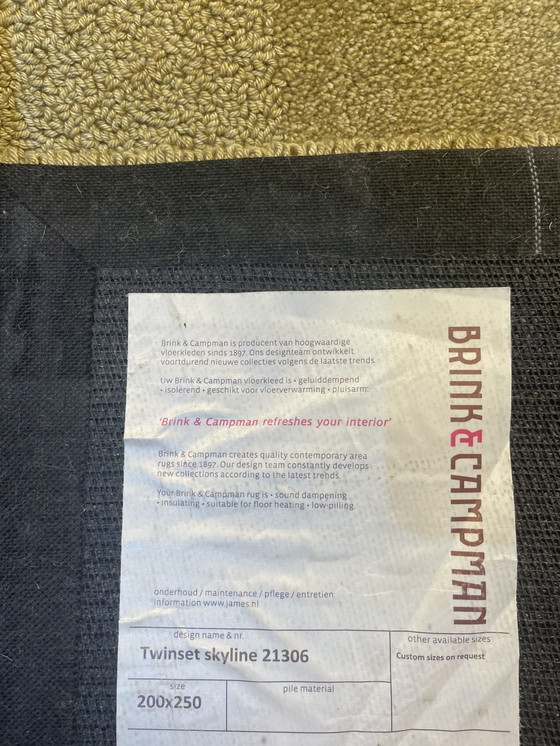 Brink & Campman is producent van hoogwaardige
vloerkleden sinds 1897. Ons designteam ontwikkelt
voortdurend nieuwe collecties volgens de laatste trends.
Uw Brink & Campman vloerkleed is • geluiddempend
• isolerend • geschikt voor vloerverwarming • pluisarm.
'Brink & Campman refreshes your interior'
Brink & Campman creates quality contemporary area
rugs since 1897. Our design team constantly develops
new collections according to the latest trends.
Your Brink & Campman rug is • sound dampening
• insulating • suitable for floor heating • low-pilling
BRINK&CAMPMAN
onderhoud / maintenance / pflege / entretien:
information www.james.nl
design name & nr.
Twinset skyline 21306
other available sizes
Custom sizes on request
size
200x250
pile material